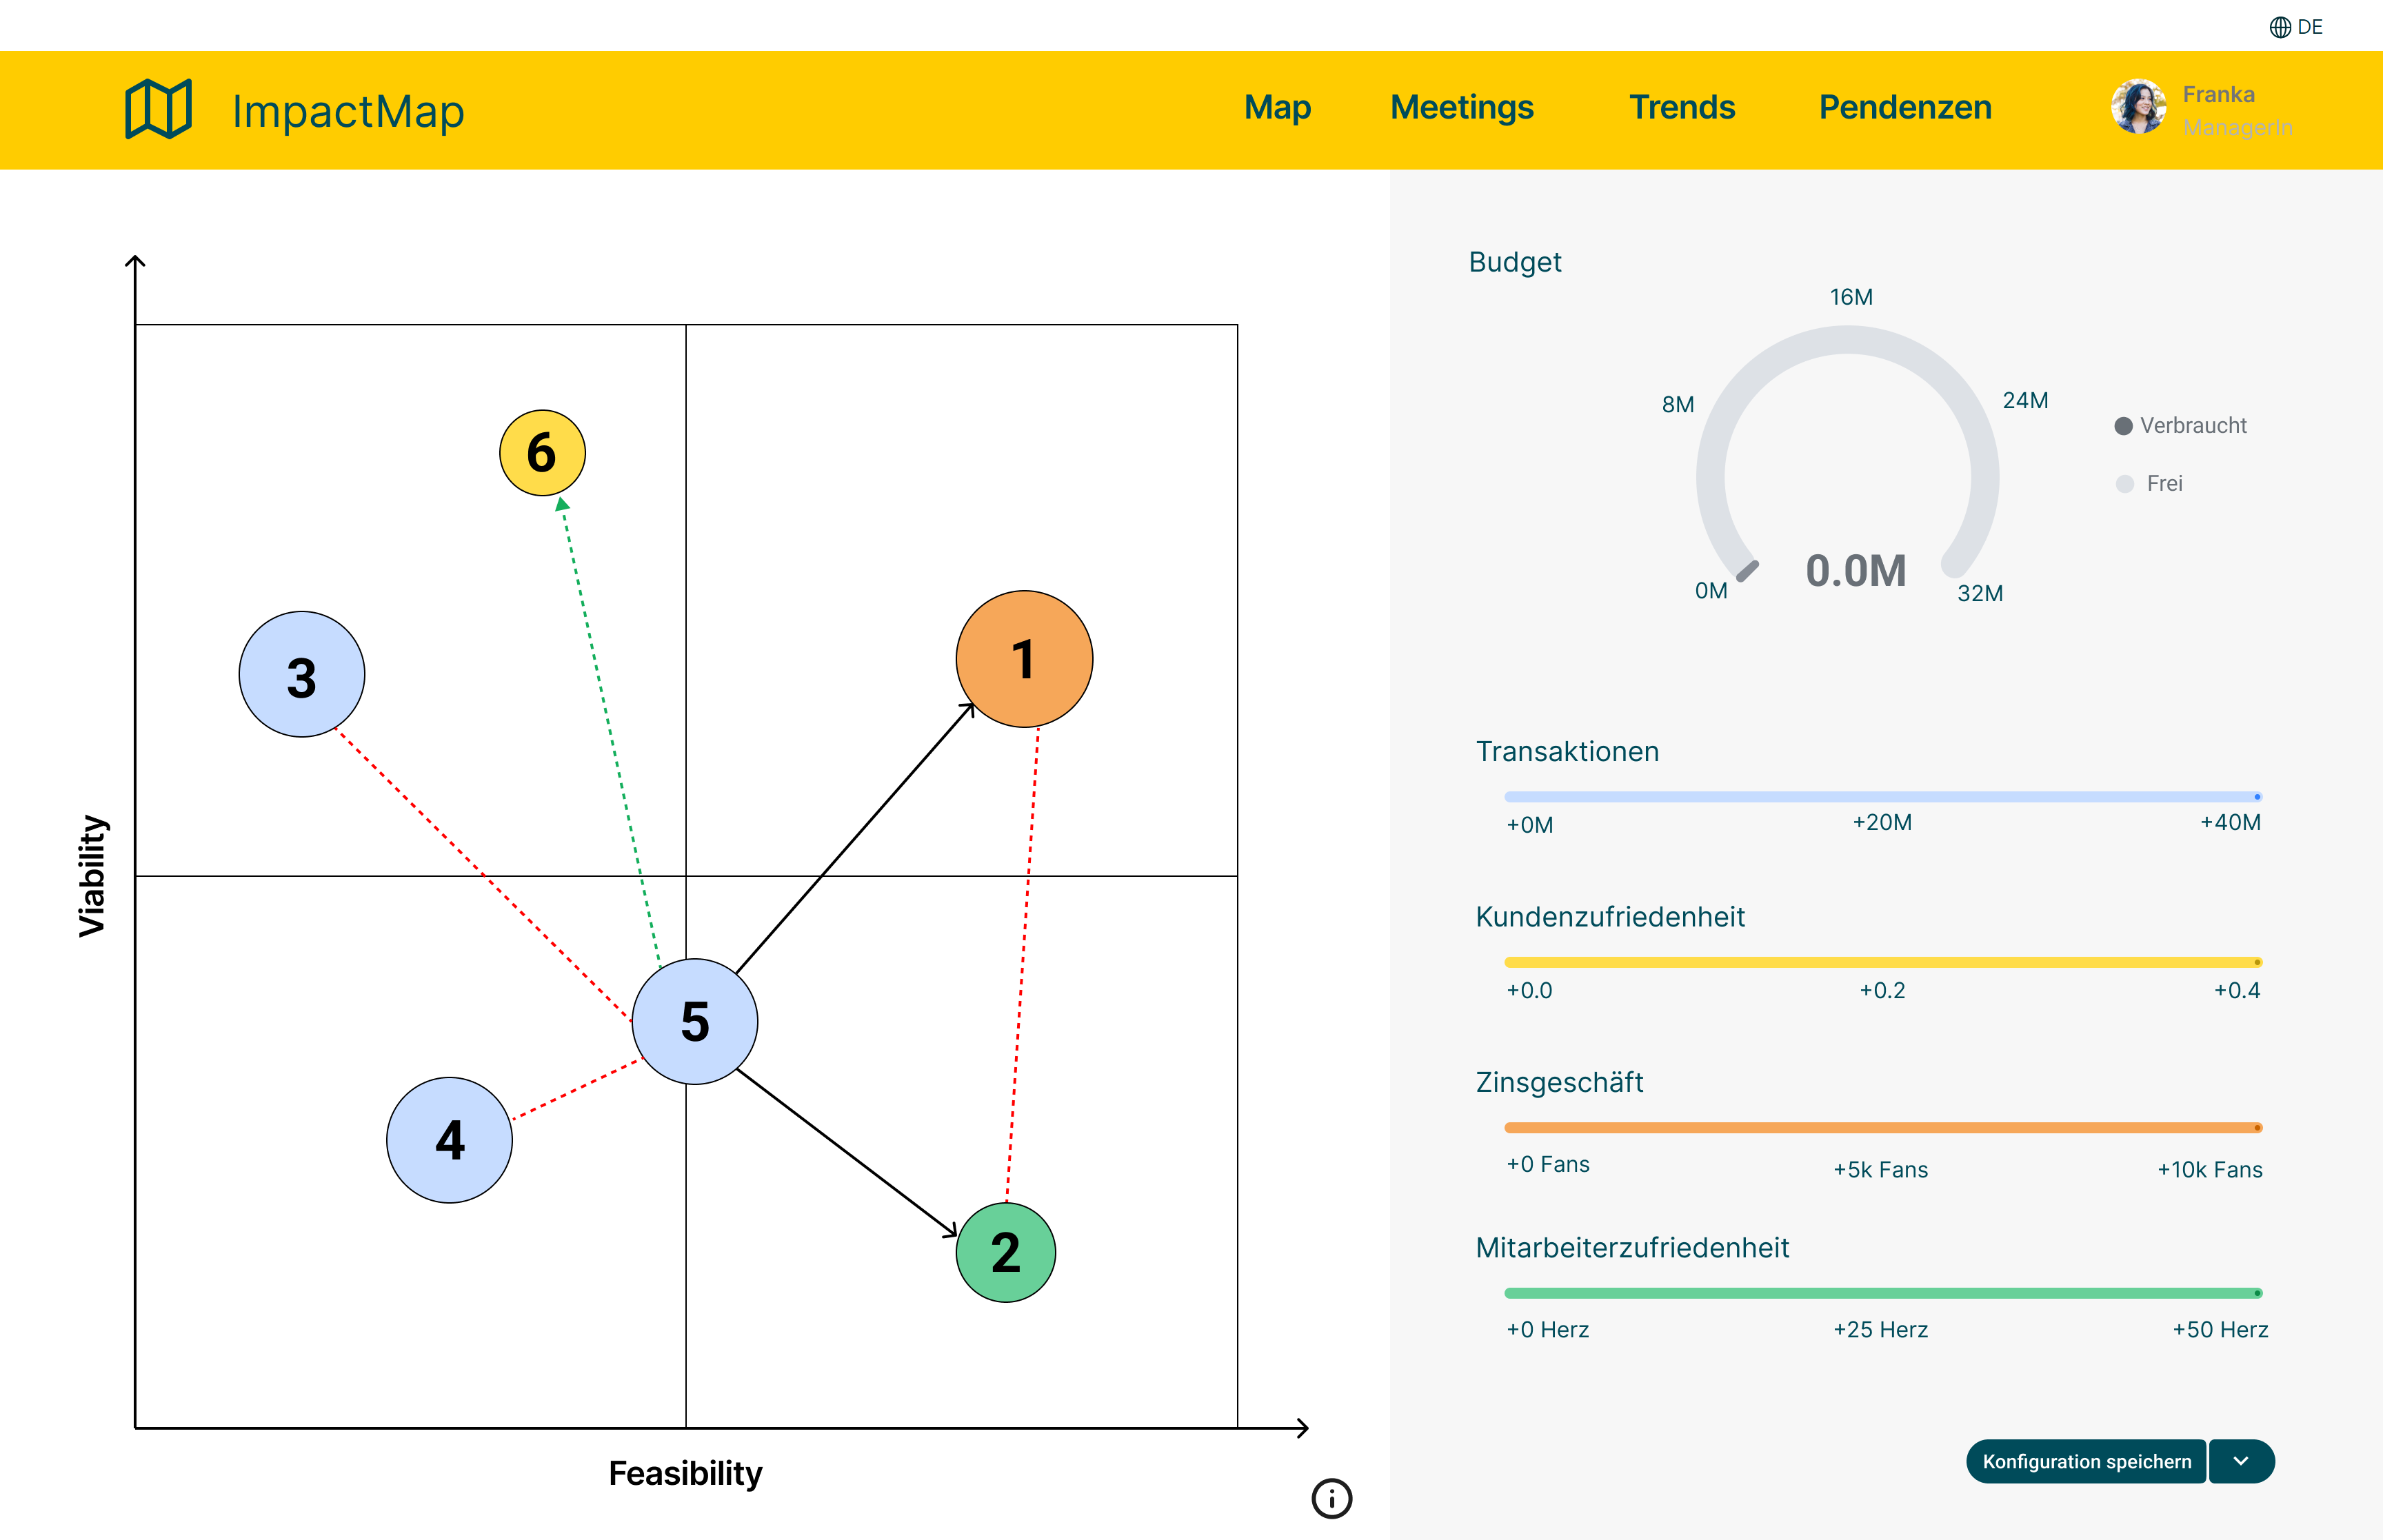 DE
ImpactMap
Map
Meetings
Trends
Pendenzen
Franka
ManagerIn
Viability
6
3
1
5
4
2
Feasibility
Budget
16M
8M
24M
0M
0.0M
32M
Verbraucht
Frei
Transaktionen
+0M
+20M
+40M
Kundenzufriedenheit
+0.0
+0.2
+0.4
Zinsgeschäft
+0 Fans
+5k Fans
+10k Fans
Mitarbeiterzufriedenheit
+0 Herz
+25 Herz
+50 Herz
Konfiguration speichern